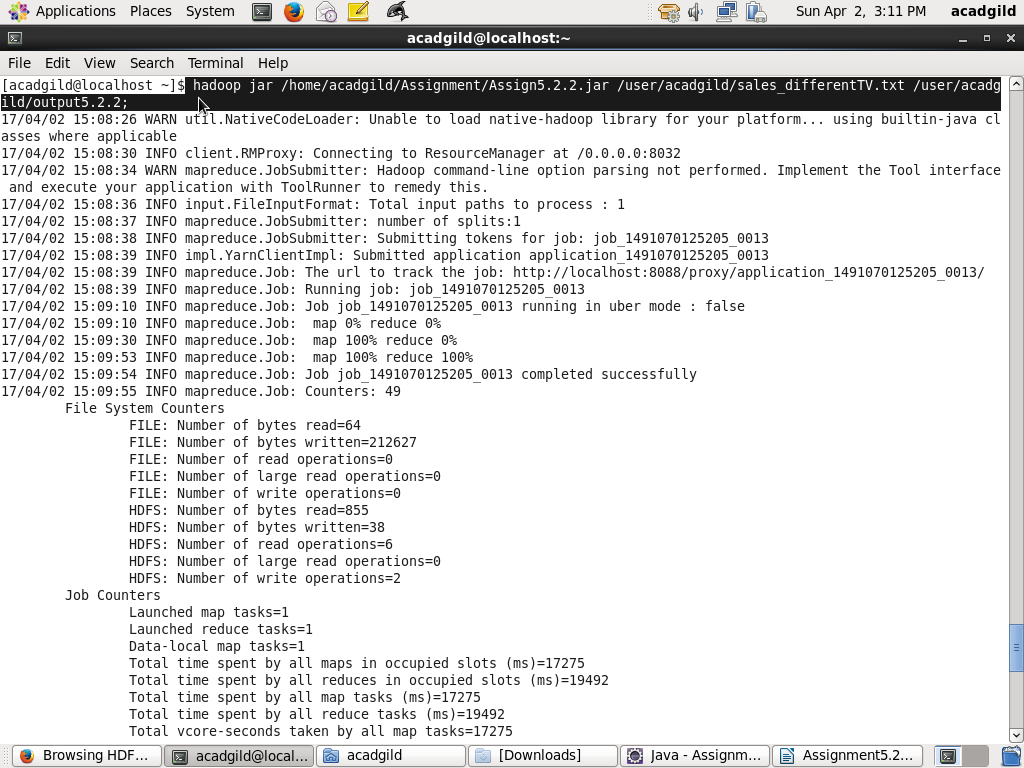 Applications Places System Sun Apr 2, 3:11 PM acadgild
acadgild@localhost:~
File Edit View Search Terminal Help
[acadgild@localhost ~]$ hadoop jar /home/acadgild/Assignment/Assign5.2.2.jar /user/acadgild/sales_differentTV.txt /user/acadg
ild/output5.2.2;
17/04/02 15:08:26 WARN util.NativeCodeLoader: Unable to load native-hadoop library for your platform... using builtin-java cl
asses where applicable
17/04/02 15:08:30 INFO client.RMProxy: Connecting to ResourceManager at /0.0.0.0:8032
17/04/02 15:08:34 WARN mapreduce.JobSubmitter: Hadoop command-line option parsing not performed. Implement the Tool interface
 and execute your application with ToolRunner to remedy this.
17/04/02 15:08:36 INFO input.FileInputFormat: Total input paths to process : 1
17/04/02 15:08:37 INFO mapreduce.JobSubmitter: number of splits:1
17/04/02 15:08:38 INFO mapreduce.JobSubmitter: Submitting tokens for job: job_1491070125205_0013
17/04/02 15:08:39 INFO impl.YarnClientImpl: Submitted application application_1491070125205_0013
17/04/02 15:08:39 INFO mapreduce.Job: The url to track the job: http://localhost:8088/proxy/application_1491070125205_0013/
17/04/02 15:08:39 INFO mapreduce.Job: Running job: job_1491070125205_0013
17/04/02 15:09:10 INFO mapreduce.Job: Job job_1491070125205_0013 running in uber mode : false
17/04/02 15:09:10 INFO mapreduce.Job:  map 0% reduce 0%
17/04/02 15:09:30 INFO mapreduce.Job:  map 100% reduce 0%
17/04/02 15:09:53 INFO mapreduce.Job:  map 100% reduce 100%
17/04/02 15:09:54 INFO mapreduce.Job: Job job_1491070125205_0013 completed successfully
17/04/02 15:09:55 INFO mapreduce.Job: Counters: 49
File System Counters
FILE: Number of bytes read=64
FILE: Number of bytes written=212627
FILE: Number of read operations=0
FILE: Number of large read operations=0
FILE: Number of write operations=0
HDFS: Number of bytes read=855
HDFS: Number of bytes written=38
HDFS: Number of read operations=6
HDFS: Number of large read operations=0
HDFS: Number of write operations=2
Job Counters
Launched map tasks=1
Launched reduce tasks=1
Data-local map tasks=1
Total time spent by all maps in occupied slots (ms)=17275
Total time spent by all reduces in occupied slots (ms)=19492
Total time spent by all map tasks (ms)=17275
Total time spent by all reduce tasks (ms)=19492
Total vcore-seconds taken by all map tasks=17275
Browsing HDF... acadgild@local... acadgild [Downloads] Java - Assignm... Assignment5.2...